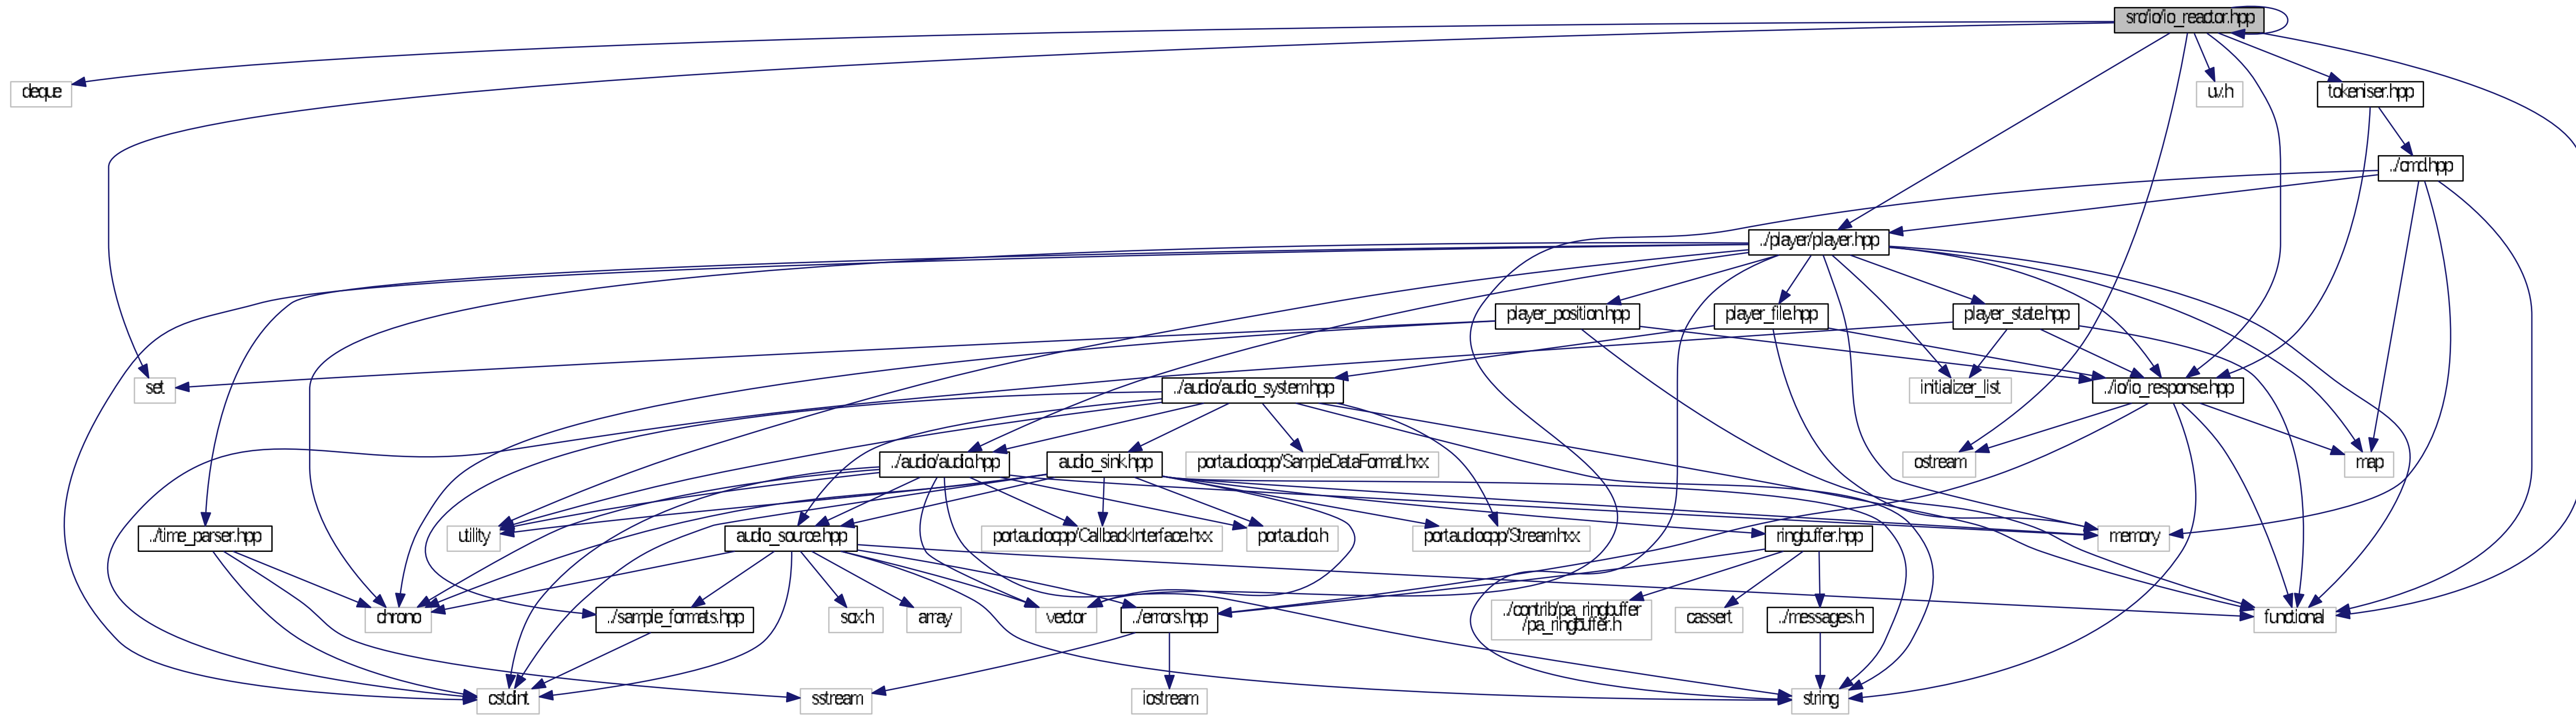 src/io/io_reactor.hpp
deque
uv.h
tokeniser.hpp
../cmd.hpp
../player/player.hpp
player_position.hpp
player_file.hpp
player_state.hpp
set
../audio/audio_system.hpp
initializer_list
../io/io_response.hpp
../audio/audio.hpp
audio_sink.hpp
portaudiocpp/SampleDataFormat.hxx
ostream
map
../time_parser.hpp
utility
audio_source.hpp
portaudiocpp/CallbackInterface.hxx
portaudio.h
portaudiocpp/Stream.hxx
ringbuffer.hpp
memory
chrono
../sample_formats.hpp
sox.h
array
vector
../errors.hpp
../contrib/pa_ringbuffer
/pa_ringbuffer.h
cassert
../messages.h
functional
cstdint
sstream
iostream
string